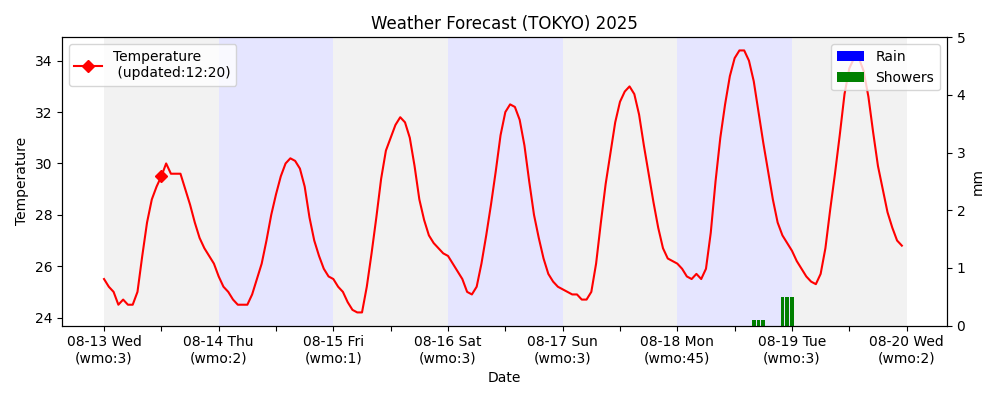 Weather Forecast (TOKYO) 2025
Temperature
(updated:12:20)
Rain
Showers
Temperature
34
32
30
28
26
24
5
4
3
2
1
0
mm
08-13 Wed
(wmo:3)
08-14 Thu
(wmo:2)
08-15 Fri
(wmo:1)
08-16 Sat
(wmo:3)
08-17 Sun
(wmo:3)
08-18 Mon
(wmo:45)
08-19 Tue
(wmo:3)
08-20 Wed
(wmo:2)
Date